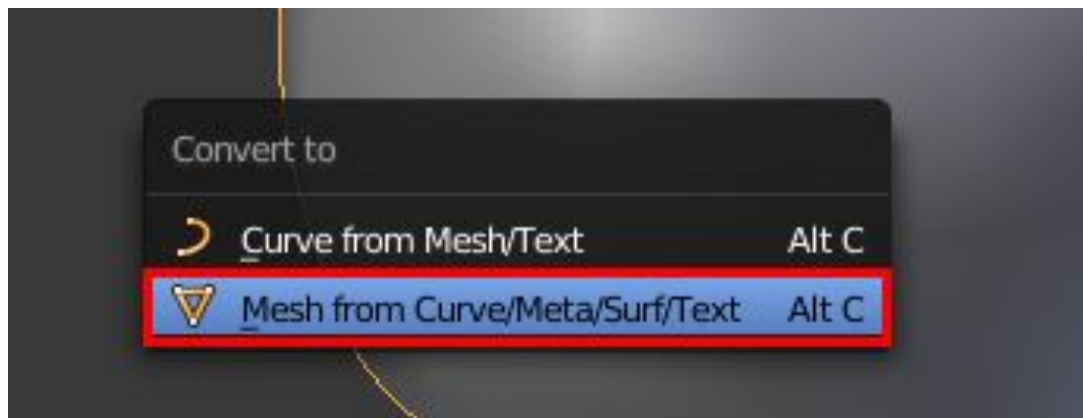 Convert to
Curve from Mesh/Text Alt C
Mesh from Curve/Meta/Surf/Text Alt C